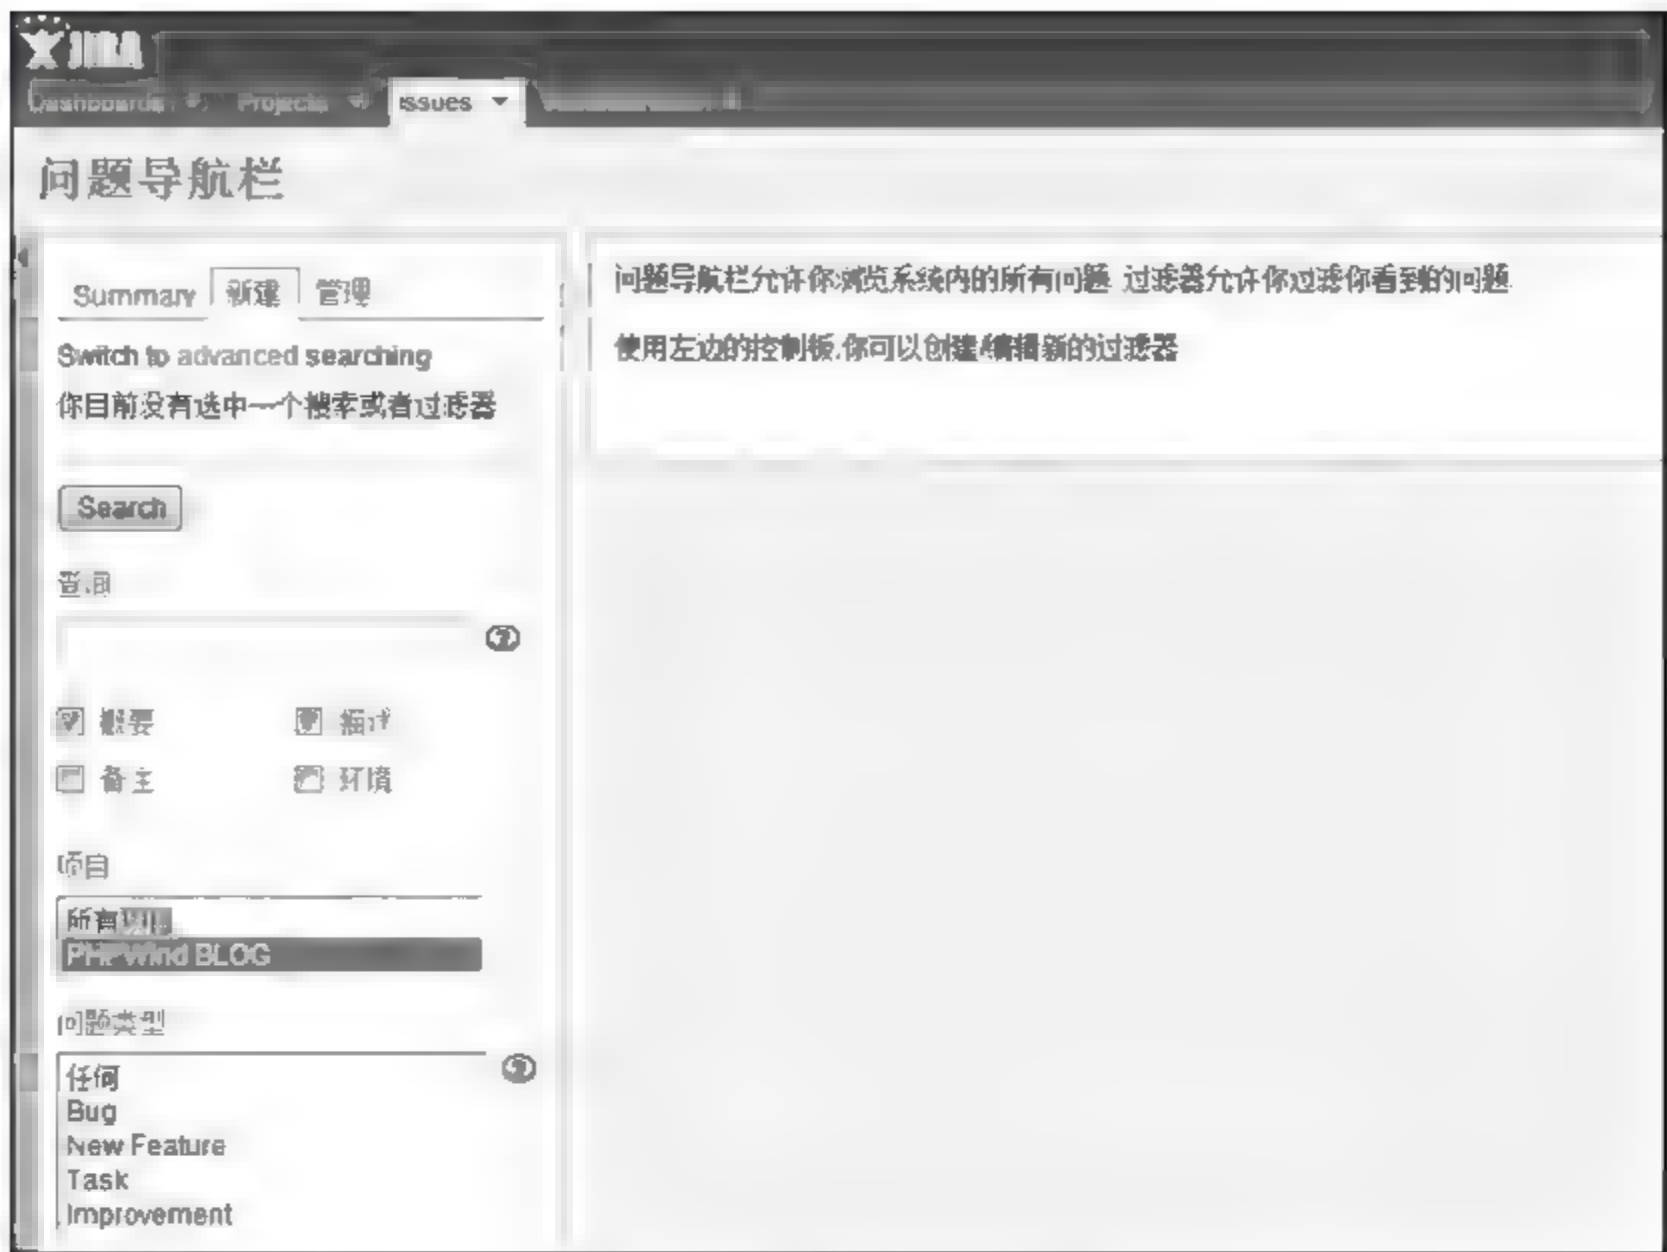 JIRA
Dashboards Projects Issues
问题导航栏
Summary 新建 管理
Switch to advanced searching
你目前没有选中一个搜索或者过滤器
Search
查询
概要 描述
备注 环境
项目
所有项目
PHPWind BLOG
问题类型
任何
Bug
New Feature
Task
Improvement
问题导航栏允许你浏览系统内的所有问题 过滤器允许你过滤你看到的问题
使用左边的控制板,你可以创建/编辑新的过滤器